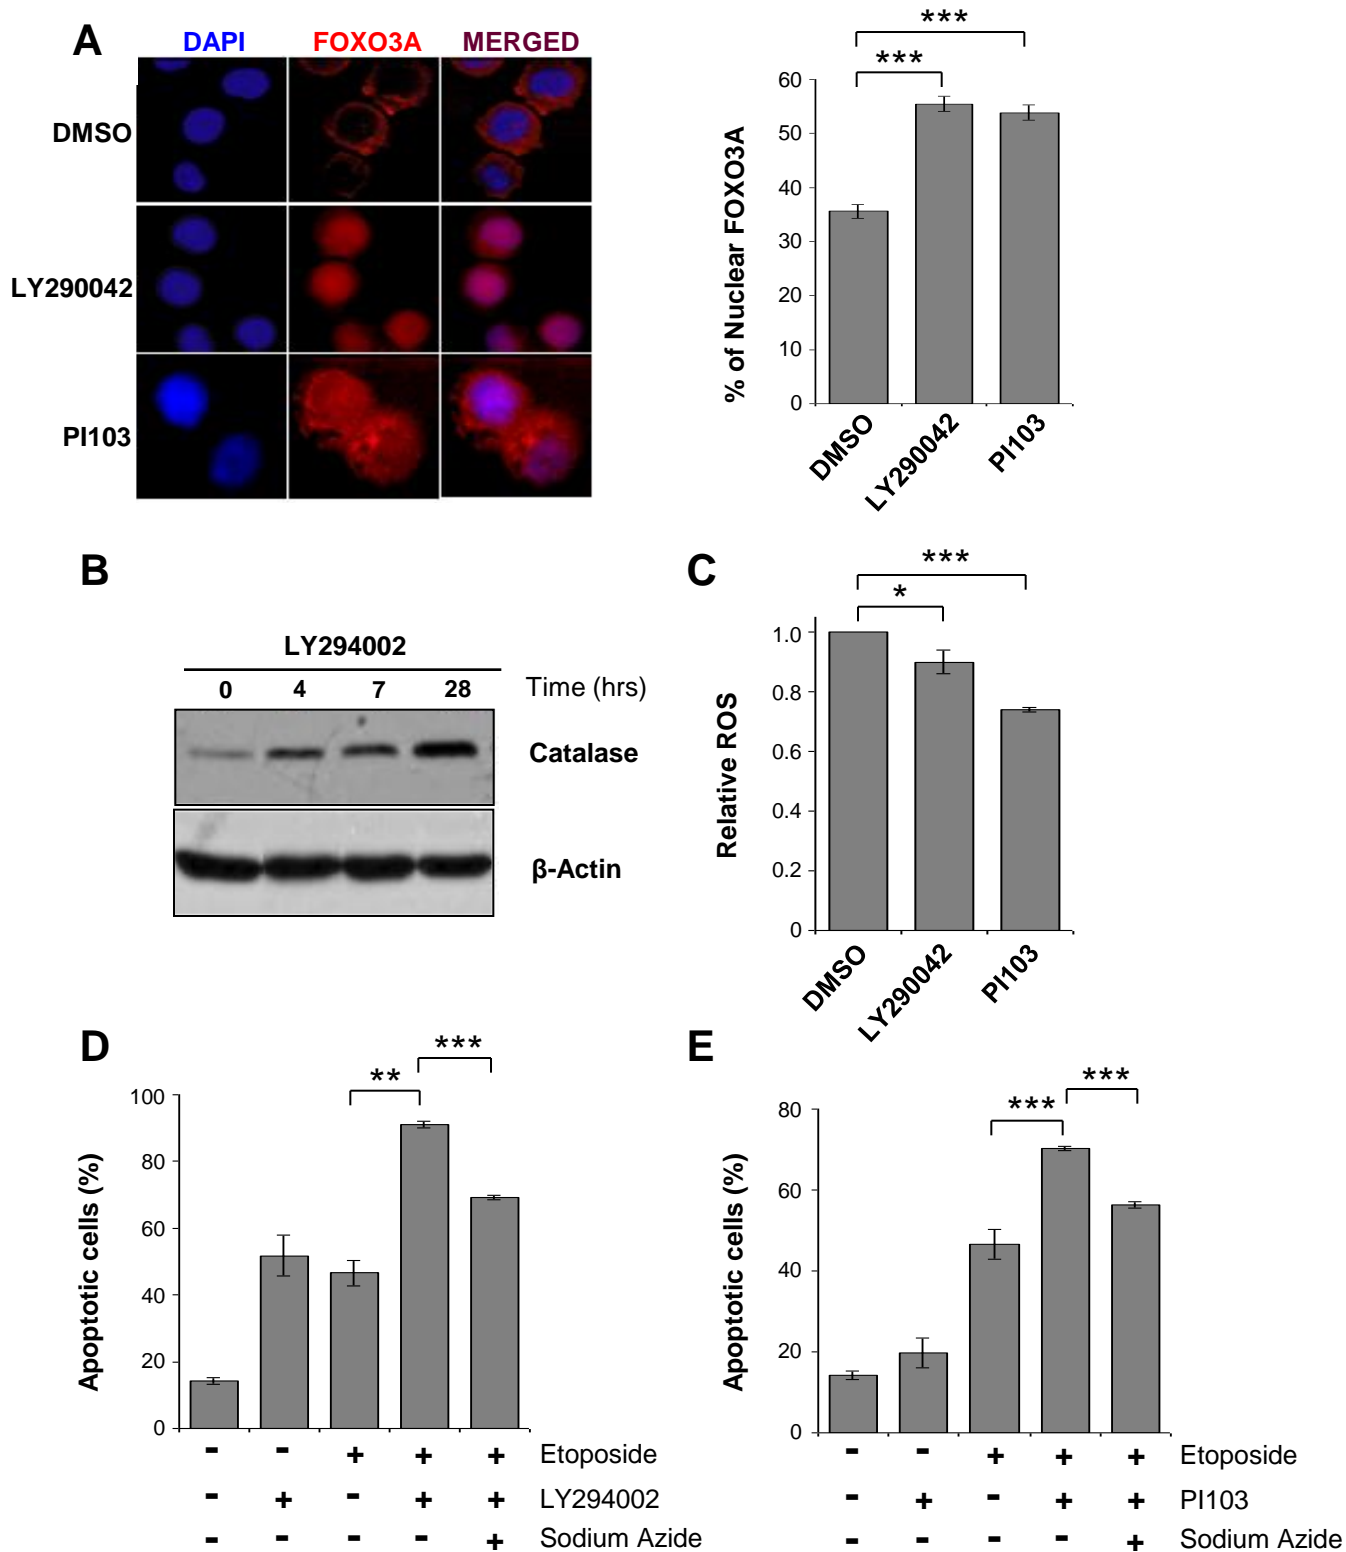 A
DAPI FOXO3A MERGED
DMSO
LY290042
PI103
***
***
% of Nuclear FOXO3A
60
50
40
30
20
10
0
DMSO
LY290042
PI103
B
LY294002
0 4 7 28 Time (hrs)
Catalase
β-Actin
C
***
*
Relative ROS
1.0
0.8
0.6
0.4
0.2
0
DMSO
LY290042
PI103
D
***
**
Apoptotic cells (%)
100
80
60
40
20
0
- - + + + Etoposide
- + - + + LY294002
- - - - + Sodium Azide
E
***
***
Apoptotic cells (%)
80
60
40
20
0
- - + + + Etoposide
- + - + + PI103
- - - - + Sodium Azide